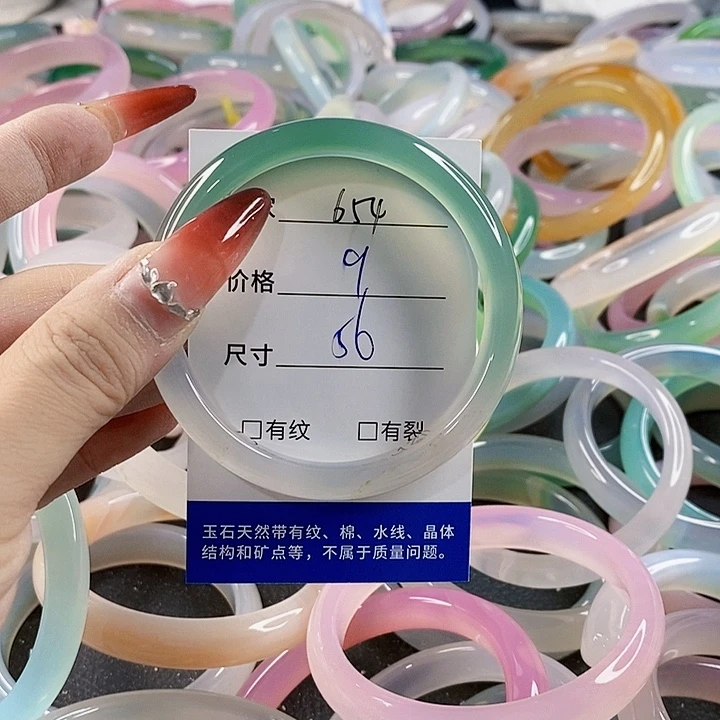 654
价格 9
尺寸 56
□有纹 □有裂
玉石天然带有纹、棉、水线、晶体
结构和矿点等，不属于质量问题。